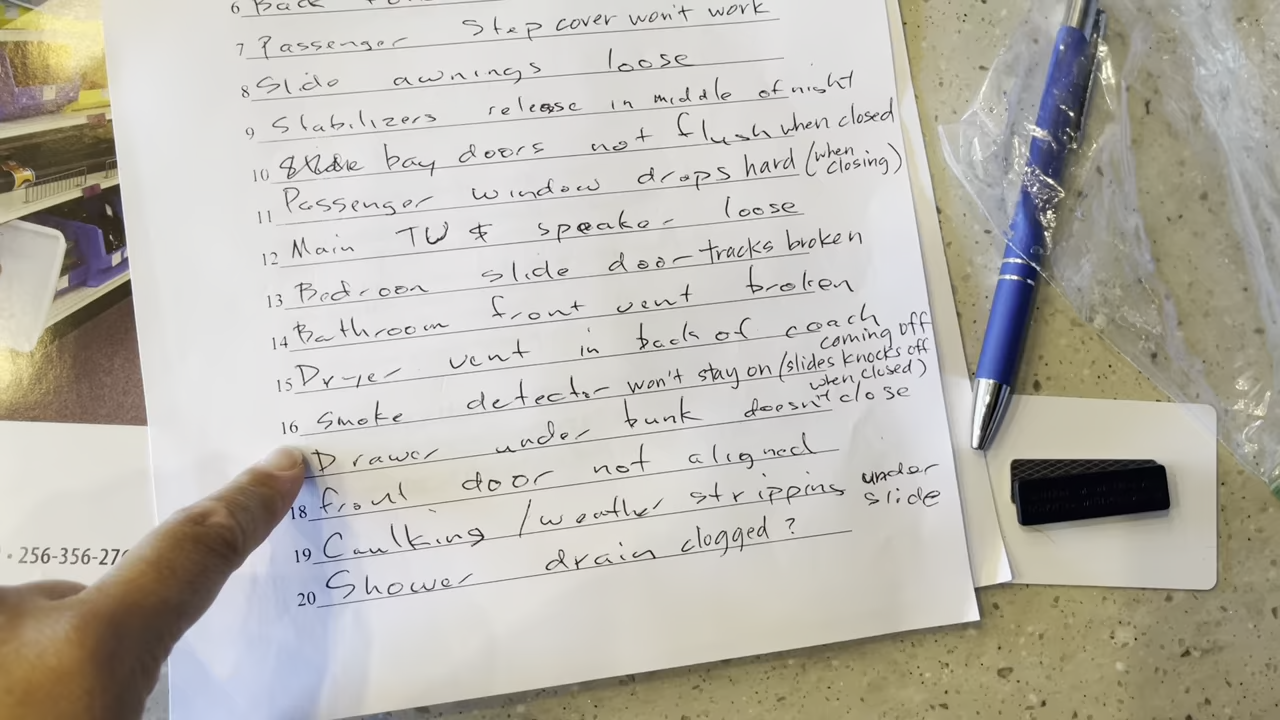 6 Back
7 Passenger Step cover won't work
8 Slide awnings loose
9 Stabilizers release in middle of night
10 bay doors not flush when closed
11 Passenger window drops hard (when closing)
12 Main TV & speaker loose
13 Bedroom slide door tracks broken
14 Bathroom front vent broken
15 Dryer vent in back of coach coming off
16 Smoke detector won't stay on (slides knocks off when closed)
Drawer under bunk doesn't close
18 front door not aligned
19 Caulking / weather stripping under slide
20 Shower drain clogged?
• 256-356-27